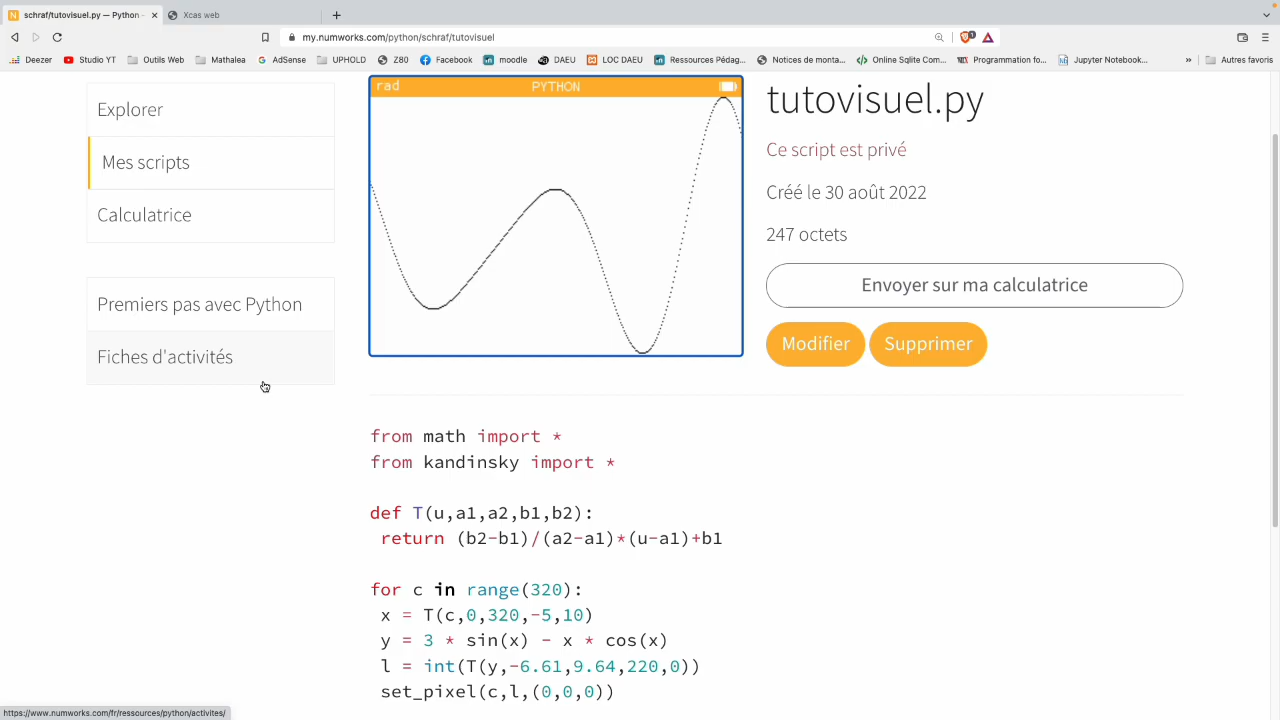 schraf/tutovisuel.py — Python
Xcas web
my.numworks.com/python/schraf/tutovisuel
Deezer
Studio YT
Outils Web
Mathalea
AdSense
UPHOLD
Z80
Facebook
moodle
DAEU
LOC DAEU
Ressources Pédag...
Notices de monta...
Online Sqlite Com...
Programmation fo...
Jupyter Notebook...
»
Autres favoris
Explorer
Mes scripts
Calculatrice
Premiers pas avec Python
Fiches d'activités
rad
PYTHON
tutovisuel.py
Ce script est privé
Créé le 30 août 2022
247 octets
Envoyer sur ma calculatrice
Modifier
Supprimer
from math import *
from kandinsky import *
def T(u,a1,a2,b1,b2):
return (b2-b1)/(a2-a1)*(u-a1)+b1
for c in range(320):
x = T(c,0,320,-5,10)
y = 3 * sin(x) - x * cos(x)
l = int(T(y,-6.61,9.64,220,0))
set_pixel(c,l,(0,0,0))
https://www.numworks.com/fr/ressources/python/activites/